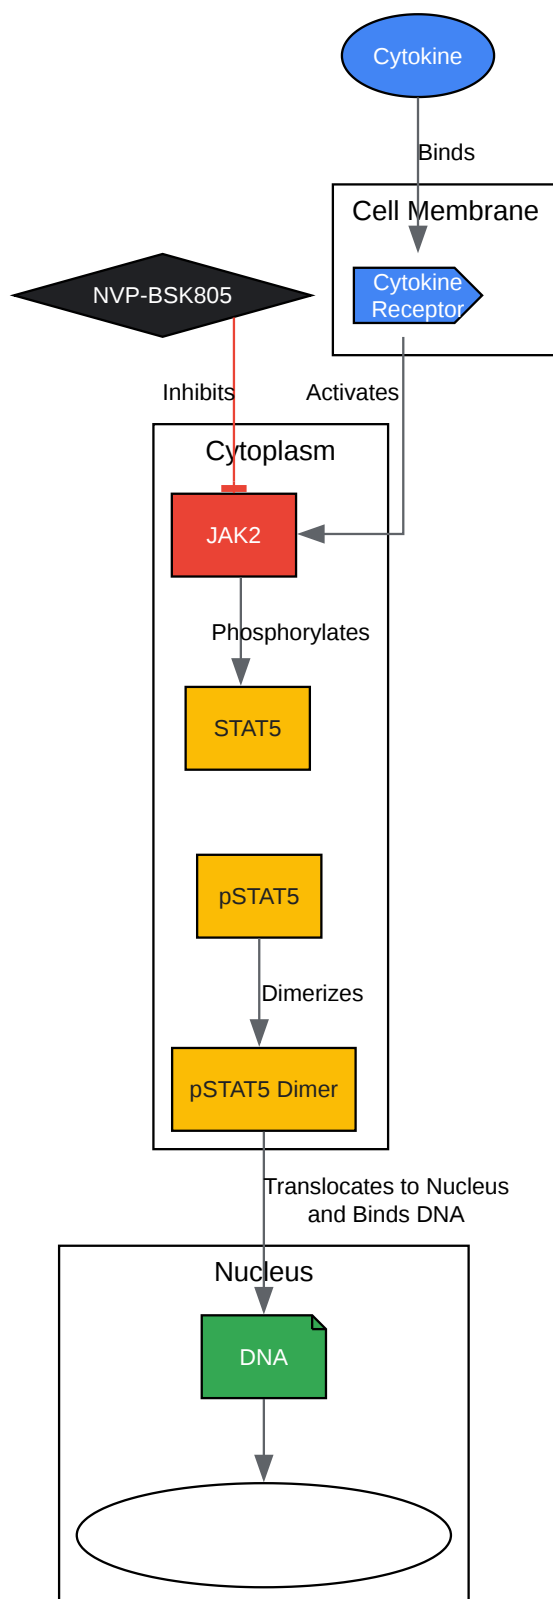 Cytokine
Binds
Cell Membrane
Cytokine
Receptor
NVP-BSK805
Inhibits
Activates
Cytoplasm
JAK2
Phosphorylates
STAT5
pSTAT5
Dimerizes
pSTAT5 Dimer
Translocates to Nucleus
and Binds DNA
Nucleus
DNA